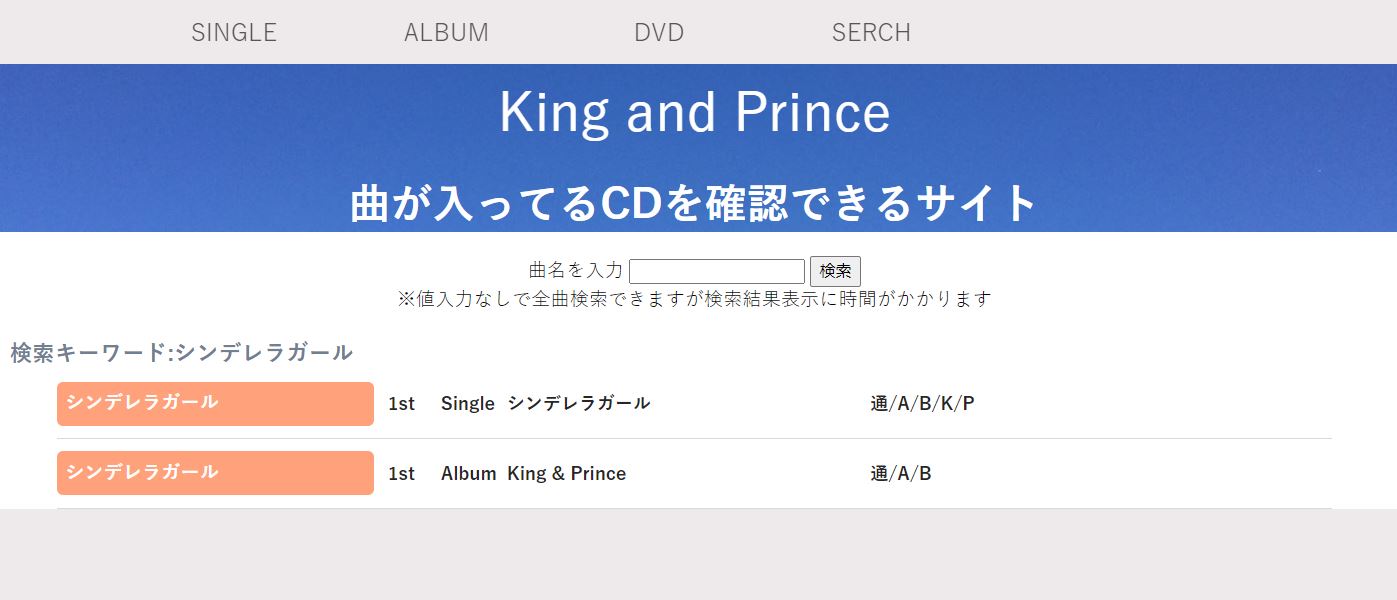 SINGLE ALBUM DVD SERCH
King and Prince
曲が入ってるCDを確認できるサイト
曲名を入力 検索
※値入力なしで全曲検索できますが検索結果表示に時間がかかります
検索キーワード:シンデレラガール
シンデレラガール 1st Single シンデレラガール 通/A/B/K/P
シンデレラガール 1st Album King & Prince 通/A/B